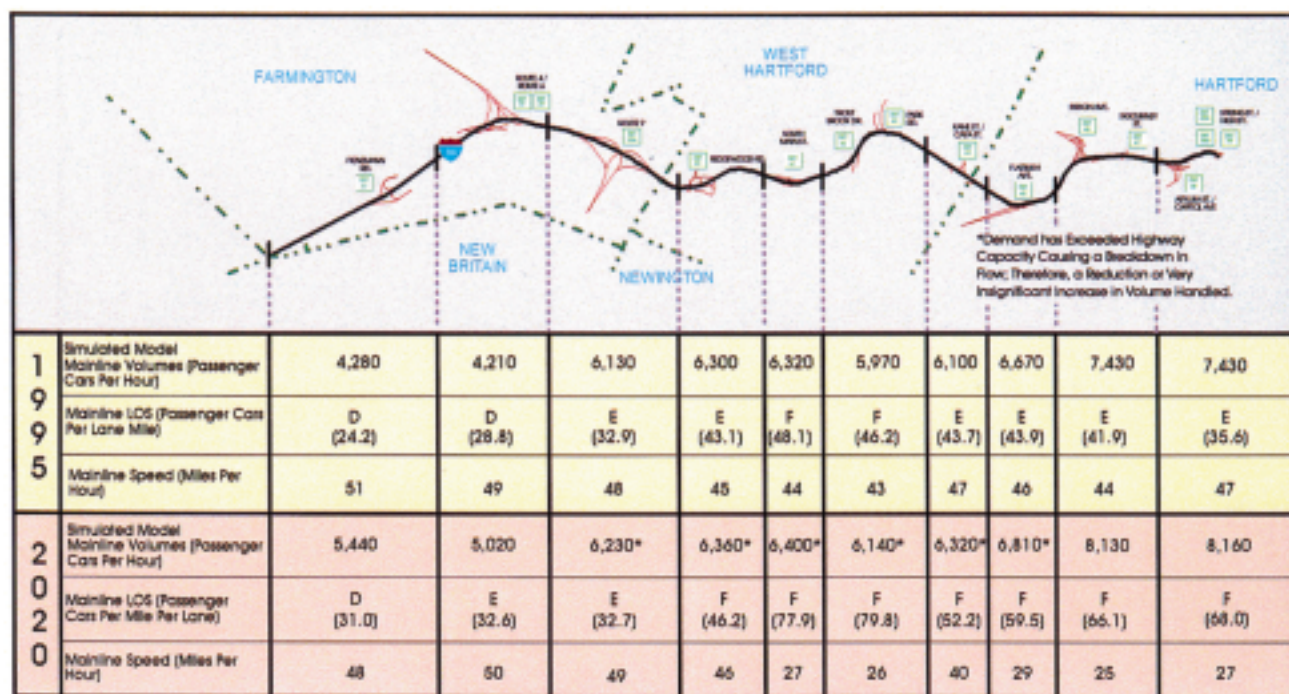 WEST
HARTFORD
FARMINGTON
HARTFORD
ROUTE 9
RIDGEWOOD RD.
FLATBUSH
AVE.
NEW
BRITAIN
NEWINGTON
*Demand has Exceeded Highway
Capacity Causing a Breakdown in
Flow; Therefore, a Reduction or Very
Insignificant Increase in Volume Handled.
1995
Simulated Model
Mainline Volumes (Passenger
Cars Per Hour)
4,280 4,210 6,130 6,300 6,320 5,970 6,100 6,670 7,430 7,430
Mainline LOS (Passenger Cars
Per Lane Mile)
D D E E F F E E E E
(24.2) (28.8) (32.9) (43.1) (48.1) (46.2) (43.7) (43.9) (41.9) (35.6)
Mainline Speed (Miles Per
Hour)
51 49 48 45 44 43 47 46 44 47
2020
Simulated Model
Mainline Volumes (Passenger
Cars Per Hour)
5,440 5,020 6,230* 6,360* 6,400* 6,140* 6,320* 6,810* 8,130 8,160
Mainline LOS (Passenger
Cars Per Mile Per Lane)
D E E F F F F F F F
(31.0) (32.6) (32.7) (46.2) (77.9) (79.8) (52.2) (59.5) (66.1) (68.0)
Mainline Speed (Miles Per
Hour)
48 50 49 46 27 26 40 29 25 27